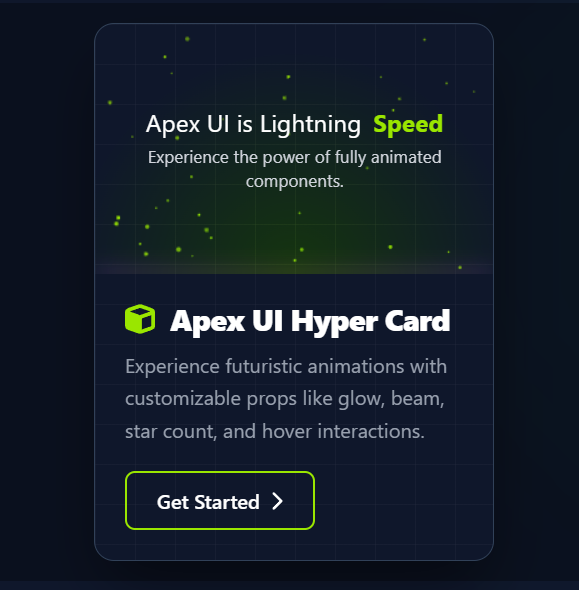 Apex UI is Lightning Speed
Experience the power of fully animated
components.
Apex UI Hyper Card
Experience futuristic animations with
customizable props like glow, beam,
star count, and hover interactions.
Get Started